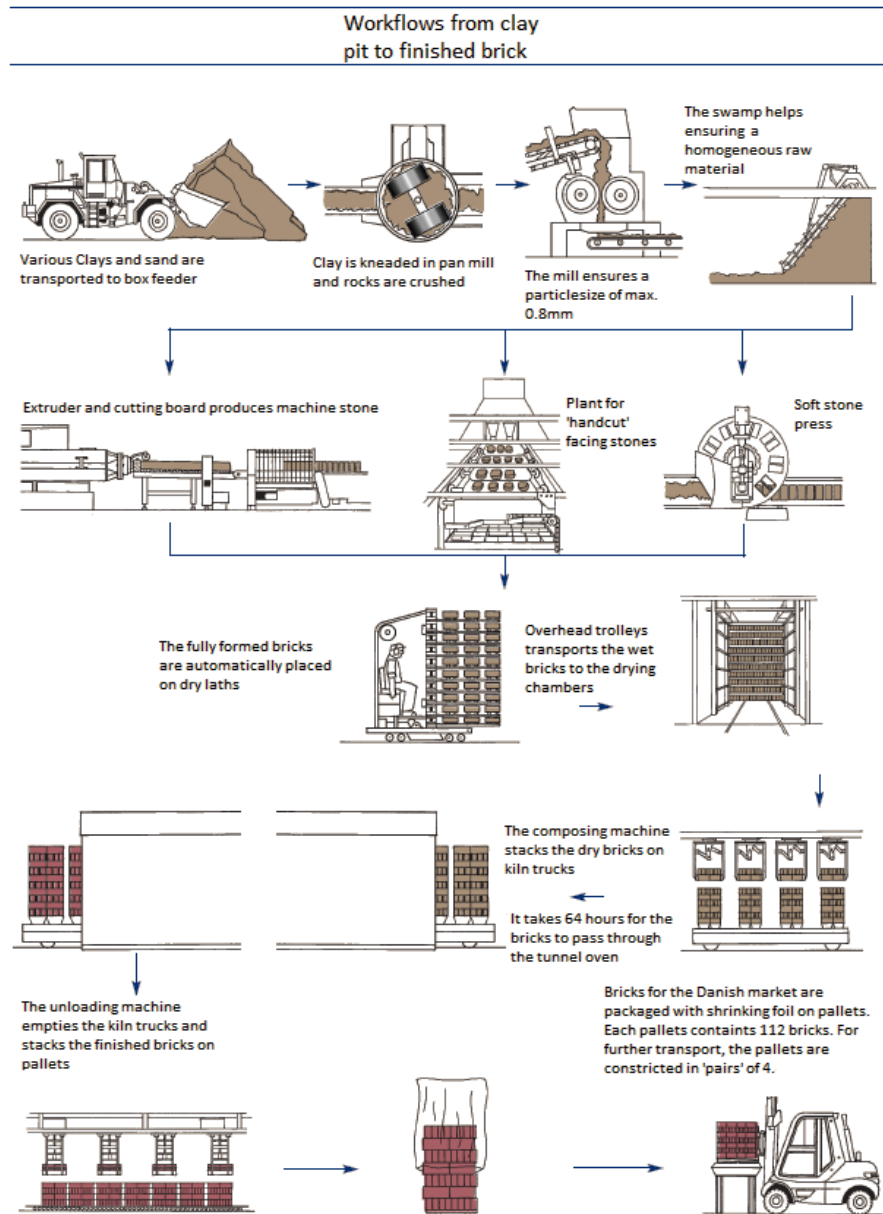 Workflows from clay
pit to finished brick
The swamp helps
ensuring a
homogeneous raw
material
Various Clays and sand are
transported to box feeder
Clay is kneaded in pan mill
and rocks are crushed
The mill ensures a
particlesize of max.
0.8mm
Extruder and cutting board produces machine stone
Plant for
'handcut'
facing stones
Soft stone
press
The fully formed bricks
are automatically placed
on dry laths
Overhead trolleys
transports the wet
bricks to the drying
chambers
The composing machine
stacks the dry bricks on
kiln trucks
It takes 64 hours for the
bricks to pass through
the tunnel oven
The unloading machine
empties the kiln trucks and
stacks the finished bricks on
pallets
Bricks for the Danish market are
packaged with shrinking foil on pallets.
Each pallets containts 112 bricks. For
further transport, the pallets are
constricted in 'pairs' of 4.